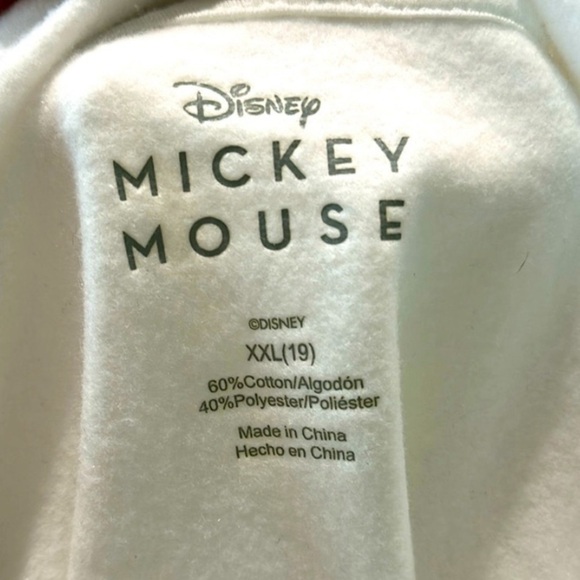 Disney
MICKEY
MOUSE
©DISNEY
XXL(19)
60%Cotton/Algodón
40%Polyester/Poliéster
Made in China
Hecho en China